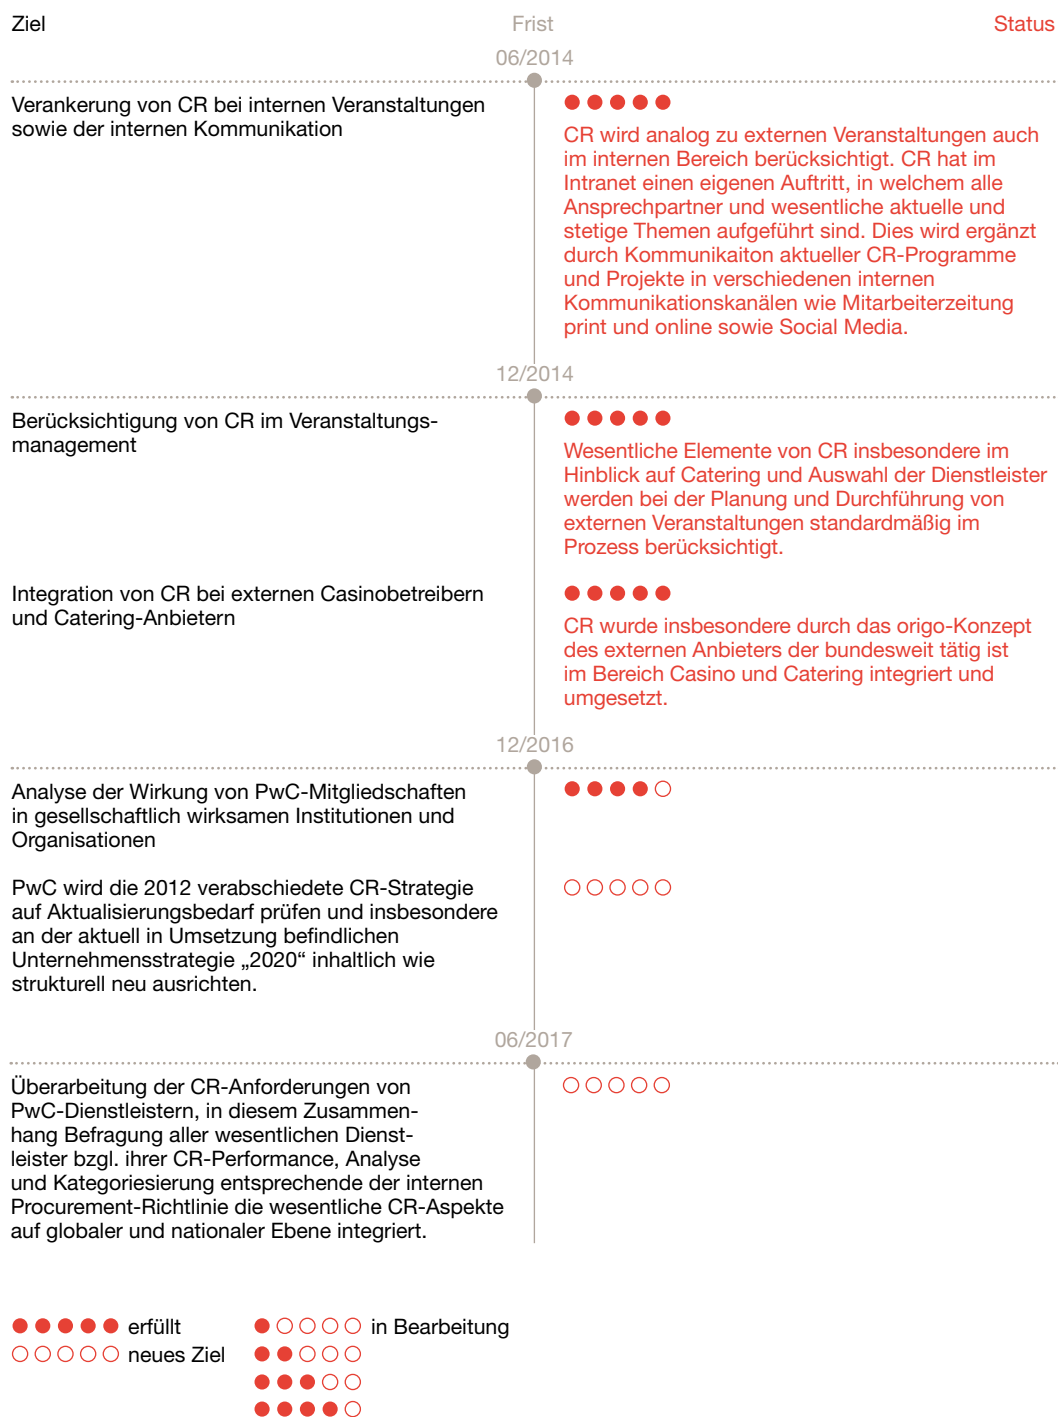 Ziel
Frist
Status
06/2014
Verankerung von CR bei internen Veranstaltungen
sowie der internen Kommunikation
CR wird analog zu externen Veranstaltungen auch
im internen Bereich berücksichtigt. CR hat im
Intranet einen eigenen Auftritt, in welchem alle
Ansprechpartner und wesentliche aktuelle und
stetige Themen aufgeführt sind. Dies wird ergänzt
durch Kommunikaiton aktueller CR-Programme
und Projekte in verschiedenen internen
Kommunikationskanälen wie Mitarbeiterzeitung
print und online sowie Social Media.
12/2014
Berücksichtigung von CR im Veranstaltungs-
management
Wesentliche Elemente von CR insbesondere im
Hinblick auf Catering und Auswahl der Dienstleister
werden bei der Planung und Durchführung von
externen Veranstaltungen standardmäßig im
Prozess berücksichtigt.
Integration von CR bei externen Casinobetreibern
und Catering-Anbietern
CR wurde insbesondere durch das origo-Konzept
des externen Anbieters der bundesweit tätig ist
im Bereich Casino und Catering integriert und
umgesetzt.
12/2016
Analyse der Wirkung von PwC-Mitgliedschaften
in gesellschaftlich wirksamen Institutionen und
Organisationen
PwC wird die 2012 verabschiedete CR-Strategie
auf Aktualisierungsbedarf prüfen und insbesondere
an der aktuell in Umsetzung befindlichen
Unternehmensstrategie „2020“ inhaltlich wie
strukturell neu ausrichten.
06/2017
Überarbeitung der CR-Anforderungen von
PwC-Dienstleistern, in diesem Zusammen-
hang Befragung aller wesentlichen Dienst-
leister bzgl. ihrer CR-Performance, Analyse
und Kategoriesierung entsprechende der internen
Procurement-Richtlinie die wesentliche CR-Aspekte
auf globaler und nationaler Ebene integriert.
erfüllt
neues Ziel
in Bearbeitung